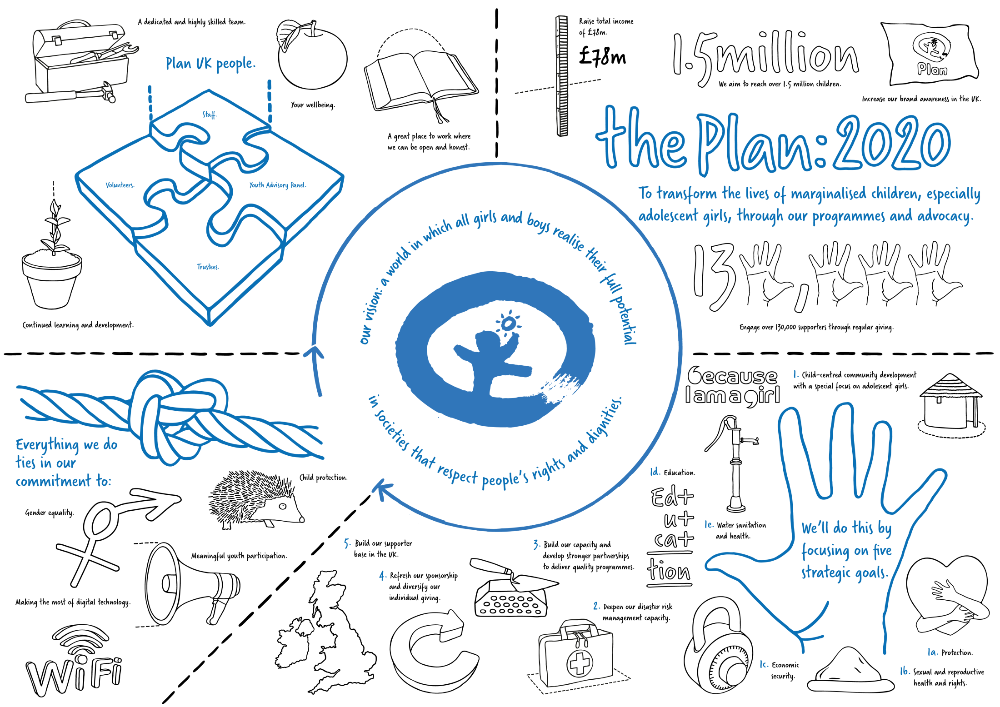 A dedicated and highly skilled team.
Plan UK people.
Your wellbeing.
A great place to work where
we can be open and honest.
Staff.
Volunteers.
Youth Advisory Panel.
Trustees.
Continued learning and development.
Raise total income
of £78m.
£78m
1.5million
We aim to reach over 1.5 million children.
Plan
Increase our brand awareness in the UK.
the Plan: 2020
To transform the lives of marginalised children, especially
adolescent girls, through our programmes and advocacy.
13 ,
Engage over 130,000 supporters through regular giving.
our vision: a world in which all girls and boys realise their full potential
in societies that respect people's rights and dignities.
Everything we do
ties in our
commitment to:
Child protection.
Gender equality.
Meaningful youth participation.
Making the most of digital technology.
WiFi
because
I am a girl
1. Child-centred community development
with a special focus on adolescent girls.
1d. Education.
Ed+
u+
ca+
tion
1e. Water sanitation
and health.
We'll do this by
focusing on five
strategic goals.
1a. Protection.
1b. Sexual and reproductive
health and rights.
1c. Economic
security.
2. Deepen our disaster risk
management capacity.
3. Build our capacity and
develop stronger partnerships
to deliver quality programmes.
4. Refresh our sponsorship
and diversify our
individual giving.
5. Build our supporter
base in the UK.